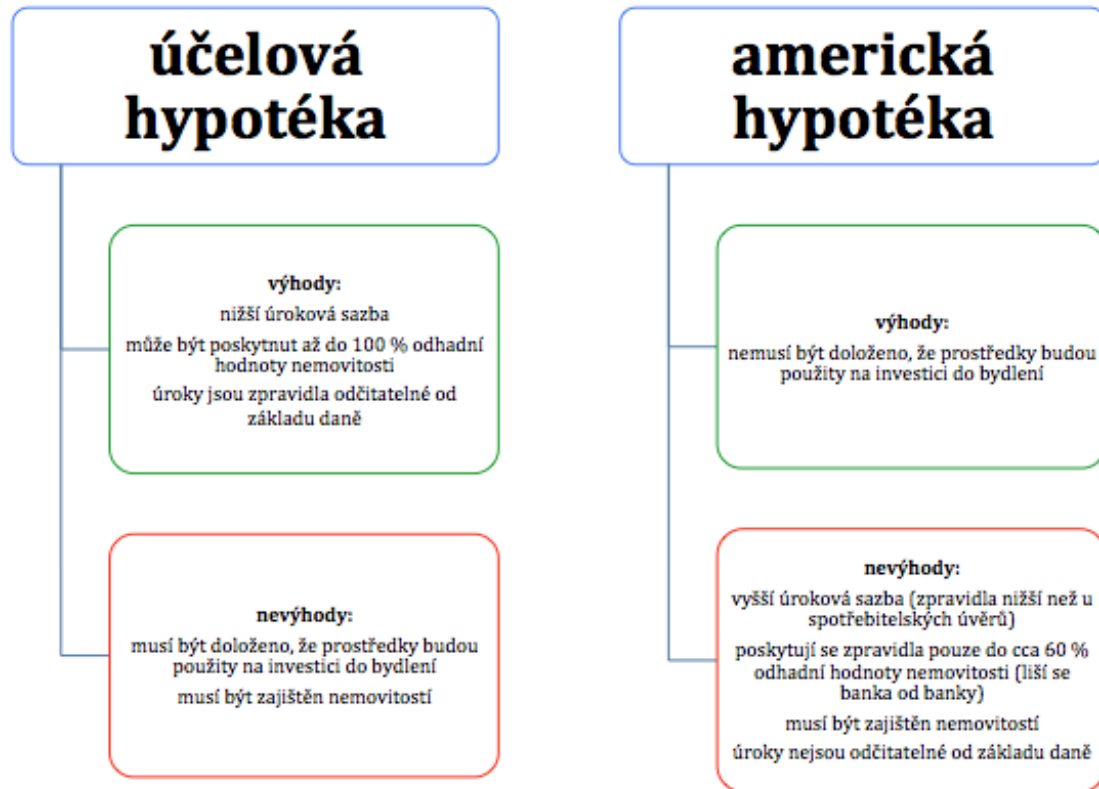 účelová
hypotéka
výhody:
nižší úroková sazba
může být poskytnut až do 100 % odhadní
hodnoty nemovitosti
úroky jsou zpravidla odčitatelné od
základu daně
nevýhody:
musí být doloženo, že prostředky budou
použity na investici do bydlení
musí být zajištěn nemovitostí
americká
hypotéka
výhody:
nemusí být doloženo, že prostředky budou
použity na investici do bydlení
nevýhody:
vyšší úroková sazba (zpravidla nižší než u
spotřebitelských úvěrů)
poskytují se zpravidla pouze do cca 60 %
odhadní hodnoty nemovitosti (liší se
banka od banky)
musí být zajištěn nemovitostí
úroky nejsou odčitatelné od základu daně